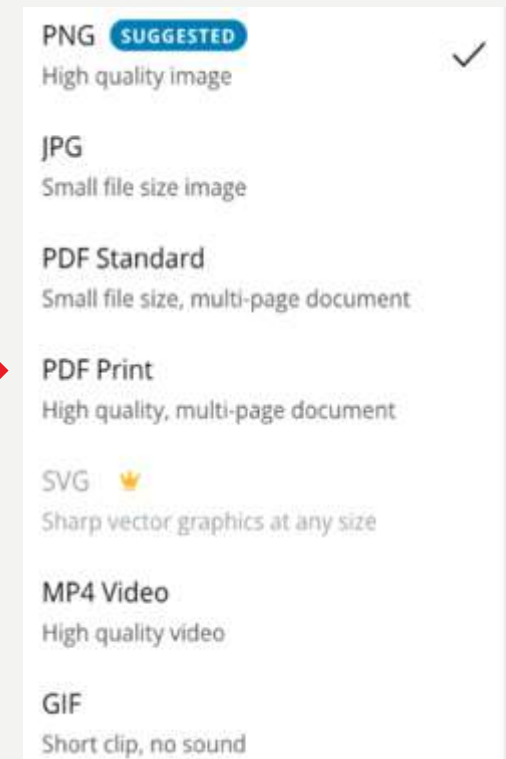 PNG SUGGESTED
High quality image
JPG
Small file size image
PDF Standard
Small file size, multi-page document
PDF Print
High quality, multi-page document
SVG
Sharp vector graphics at any size
MP4 Video
High quality video
GIF
Short clip, no sound